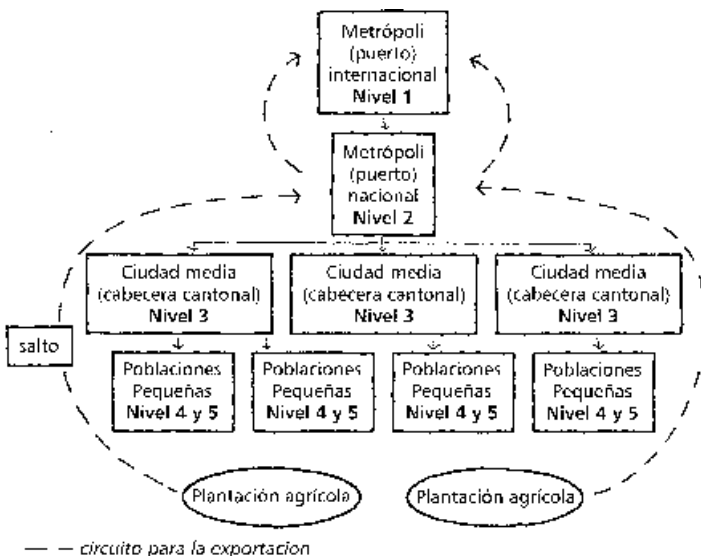 Metrópoli
(puerto)
internacional
Nivel 1
Metrópoli
(puerto)
nacional
Nivel 2
Ciudad media
(cabecera cantonal)
Nivel 3
Ciudad media
(cabecera cantonal)
Nivel 3
Ciudad media
(cabecera cantonal)
Nivel 3
salto
Poblaciones
Pequeñas
Nivel 4 y 5
Poblaciones
Pequeñas
Nivel 4 y 5
Poblaciones
Pequeñas
Nivel 4 y 5
Poblaciones
Pequeñas
Nivel 4 y 5
Plantación agrícola
Plantación agrícola
— — circuito para la exportacion